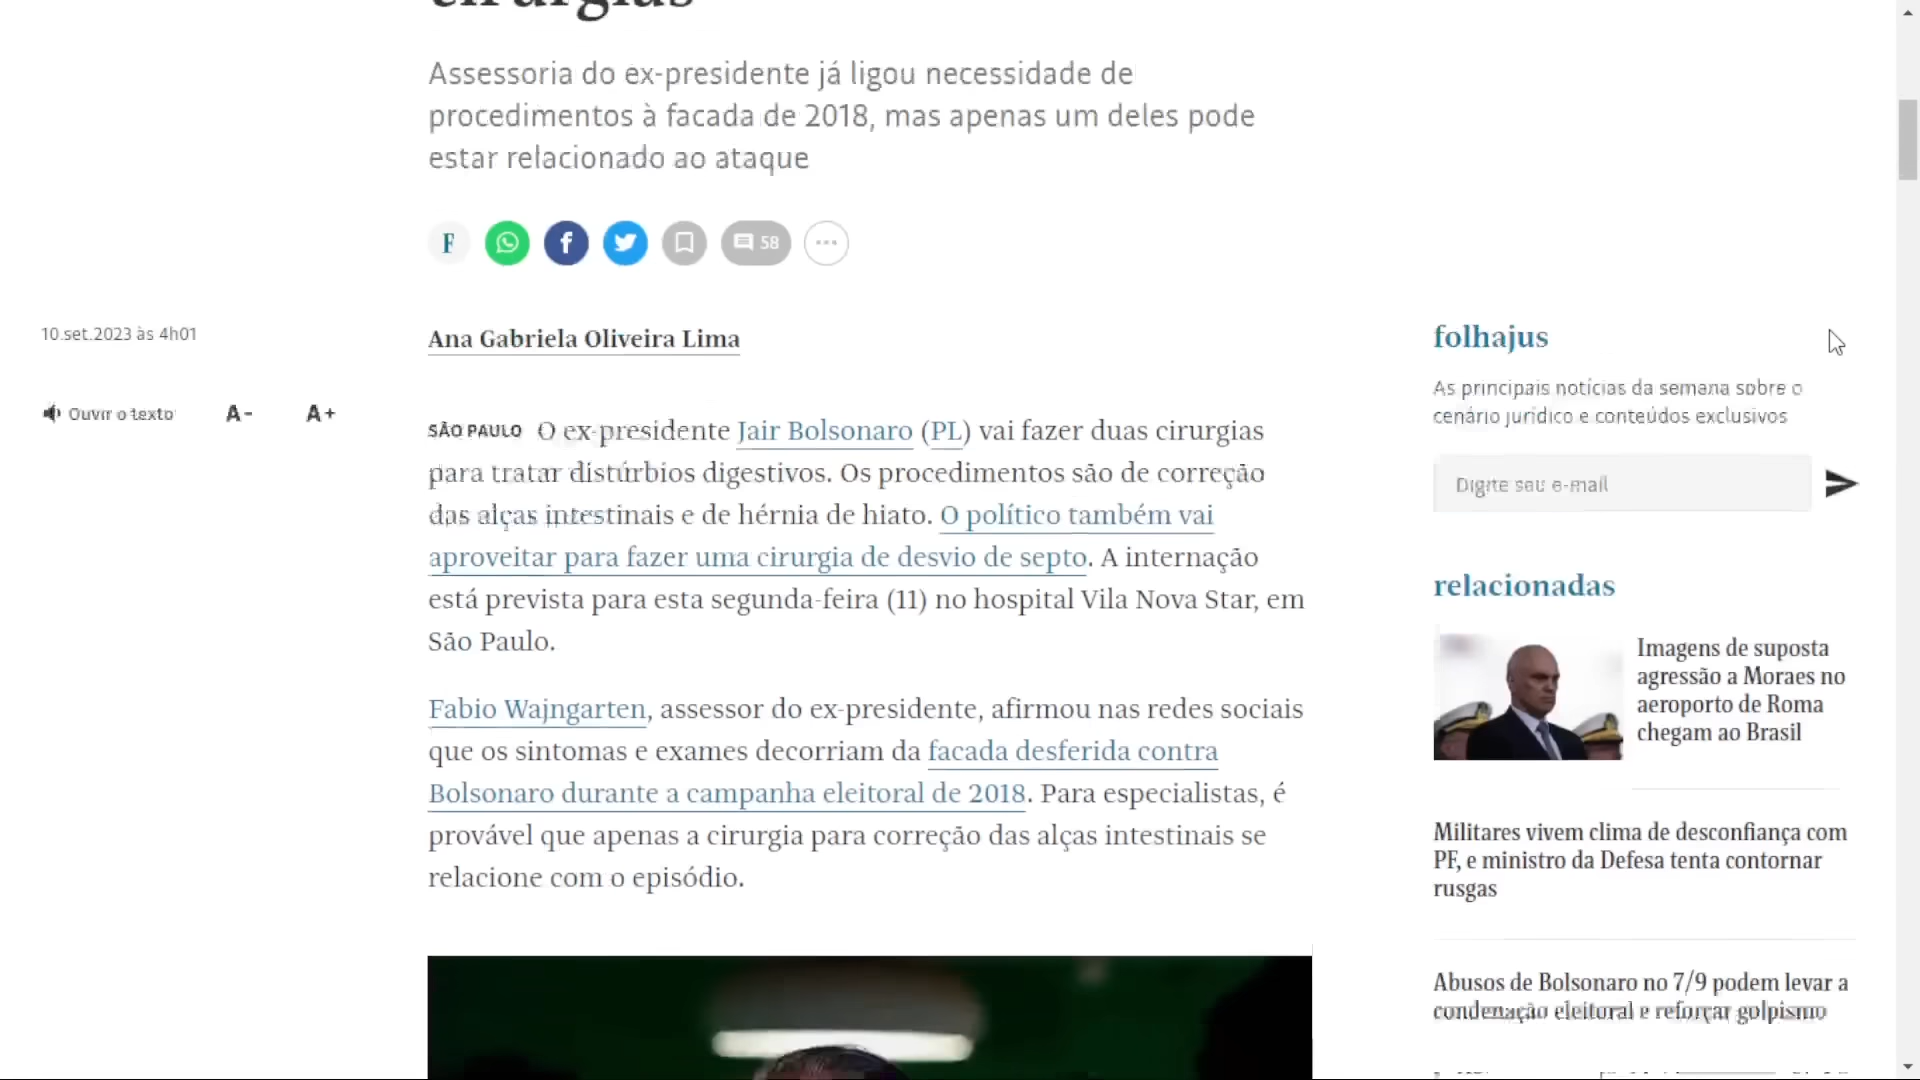 cirurgias
Assessoria do ex-presidente já ligou necessidade de
procedimentos à facada de 2018, mas apenas um deles pode
estar relacionado ao ataque
F
58
10.set.2023 às 4h01
Ouvir o texto A- A+
Ana Gabriela Oliveira Lima
SÃO PAULO O ex-presidente Jair Bolsonaro (PL) vai fazer duas cirurgias
para tratar distúrbios digestivos. Os procedimentos são de correção
das alças intestinais e de hérnia de hiato. O político também vai
aproveitar para fazer uma cirurgia de desvio de septo. A internação
está prevista para esta segunda-feira (11) no hospital Vila Nova Star, em
São Paulo.
Fabio Wajngarten, assessor do ex-presidente, afirmou nas redes sociais
que os sintomas e exames decorriam da facada desferida contra
Bolsonaro durante a campanha eleitoral de 2018. Para especialistas, é
provável que apenas a cirurgia para correção das alças intestinais se
relacione com o episódio.
folhajus
As principais notícias da semana sobre o
cenário jurídico e conteúdos exclusivos
Digite seu e-mail
relacionadas
Imagens de suposta
agressão a Moraes no
aeroporto de Roma
chegam ao Brasil
Militares vivem clima de desconfiança com
PF, e ministro da Defesa tenta contornar
rusgas
Abusos de Bolsonaro no 7/9 podem levar a
condenação eleitoral e reforçar golpismo